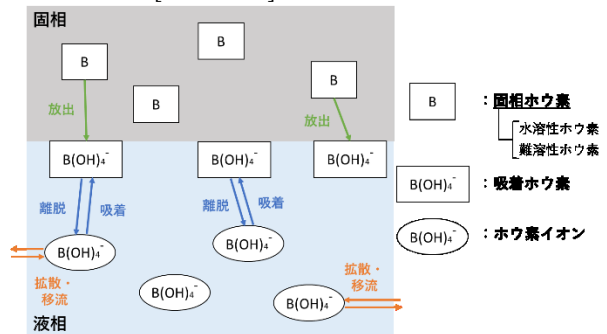 固相
B
B
B
B
放出
放出
B(OH)₄⁻
B(OH)₄⁻
B(OH)₄⁻
離脱
吸着
離脱
吸着
B(OH)₄⁻
B(OH)₄⁻
B(OH)₄⁻
B(OH)₄⁻
拡散・
移流
拡散・
移流
液相
B
：固相ホウ素
水溶性ホウ素
難溶性ホウ素
B(OH)₄⁻
：吸着ホウ素
B(OH)₄⁻
：ホウ素イオン